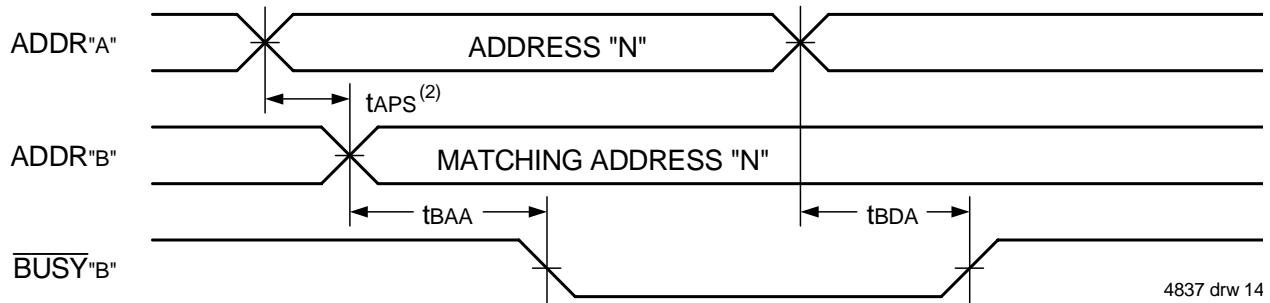 ADDR"A"
ADDRESS "N"
tAPS(2)
ADDR"B"
MATCHING ADDRESS "N"
tBAA
tBDA
BUSY"B"
4837 drw 14